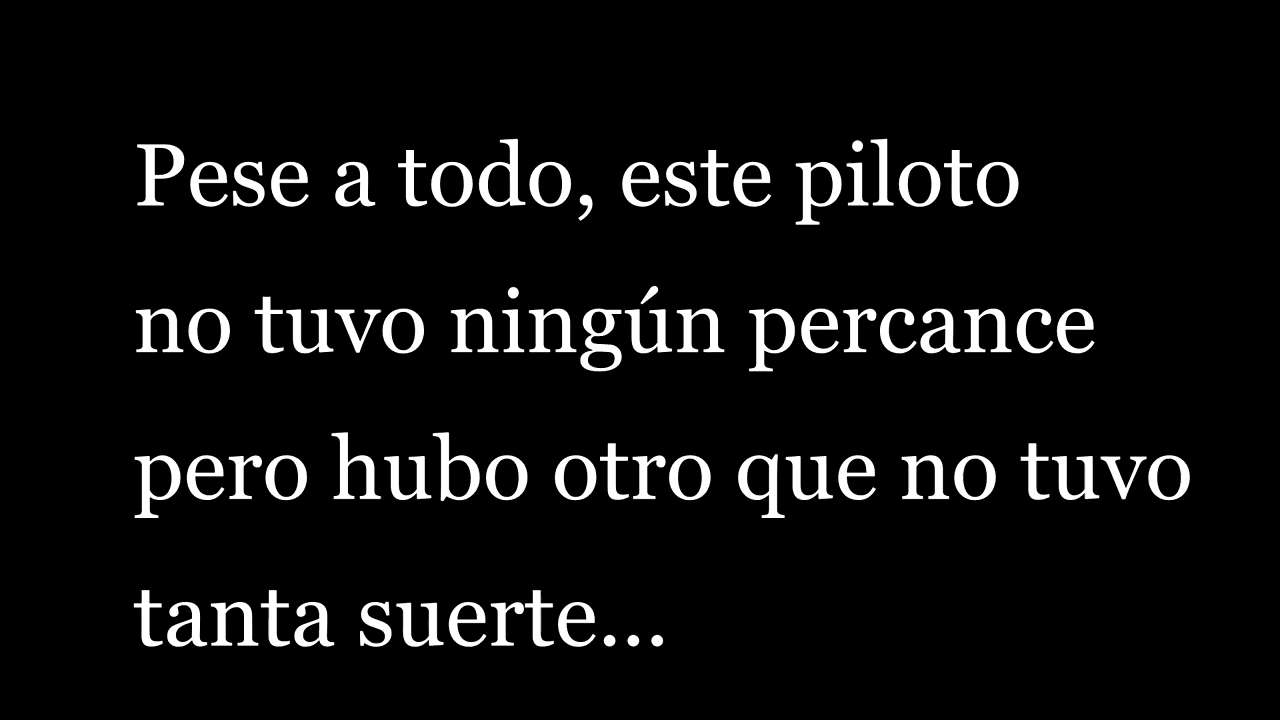 Pese a todo, este piloto
no tuvo ningún percance
pero hubo otro que no tuvo
tanta suerte...